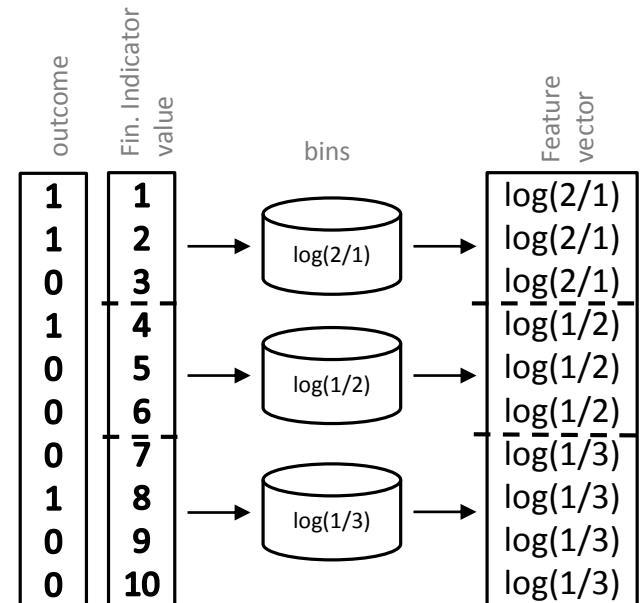 outcome
Fin. Indicator
value
bins
Feature
vector
1 1 log(2/1)
1 2 log(2/1) log(2/1)
0 3 log(2/1)
1 4 log(1/2)
0 5 log(1/2) log(1/2)
0 6 log(1/2)
0 7 log(1/3)
1 8 log(1/3) log(1/3)
0 9 log(1/3)
0 10 log(1/3)